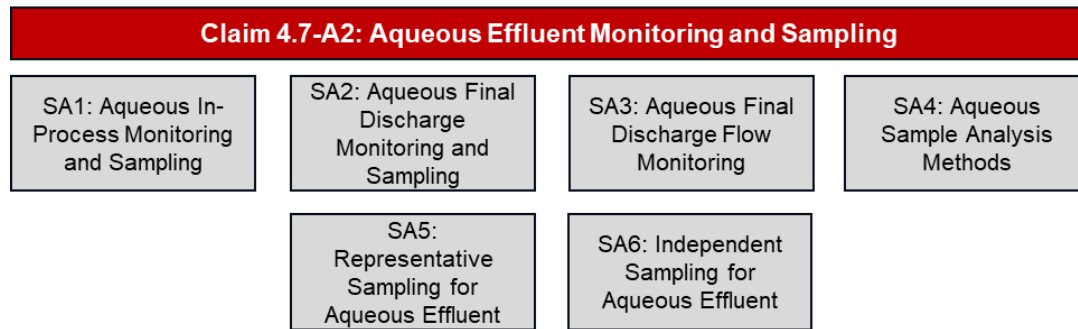 Claim 4.7-A2: Aqueous Effluent Monitoring and Sampling
SA1: Aqueous In-
Process Monitoring
and Sampling
SA2: Aqueous Final
Discharge
Monitoring and
Sampling
SA3: Aqueous Final
Discharge Flow
Monitoring
SA4: Aqueous
Sample Analysis
Methods
SA5:
Representative
Sampling for
Aqueous Effluent
SA6: Independent
Sampling for
Aqueous Effluent